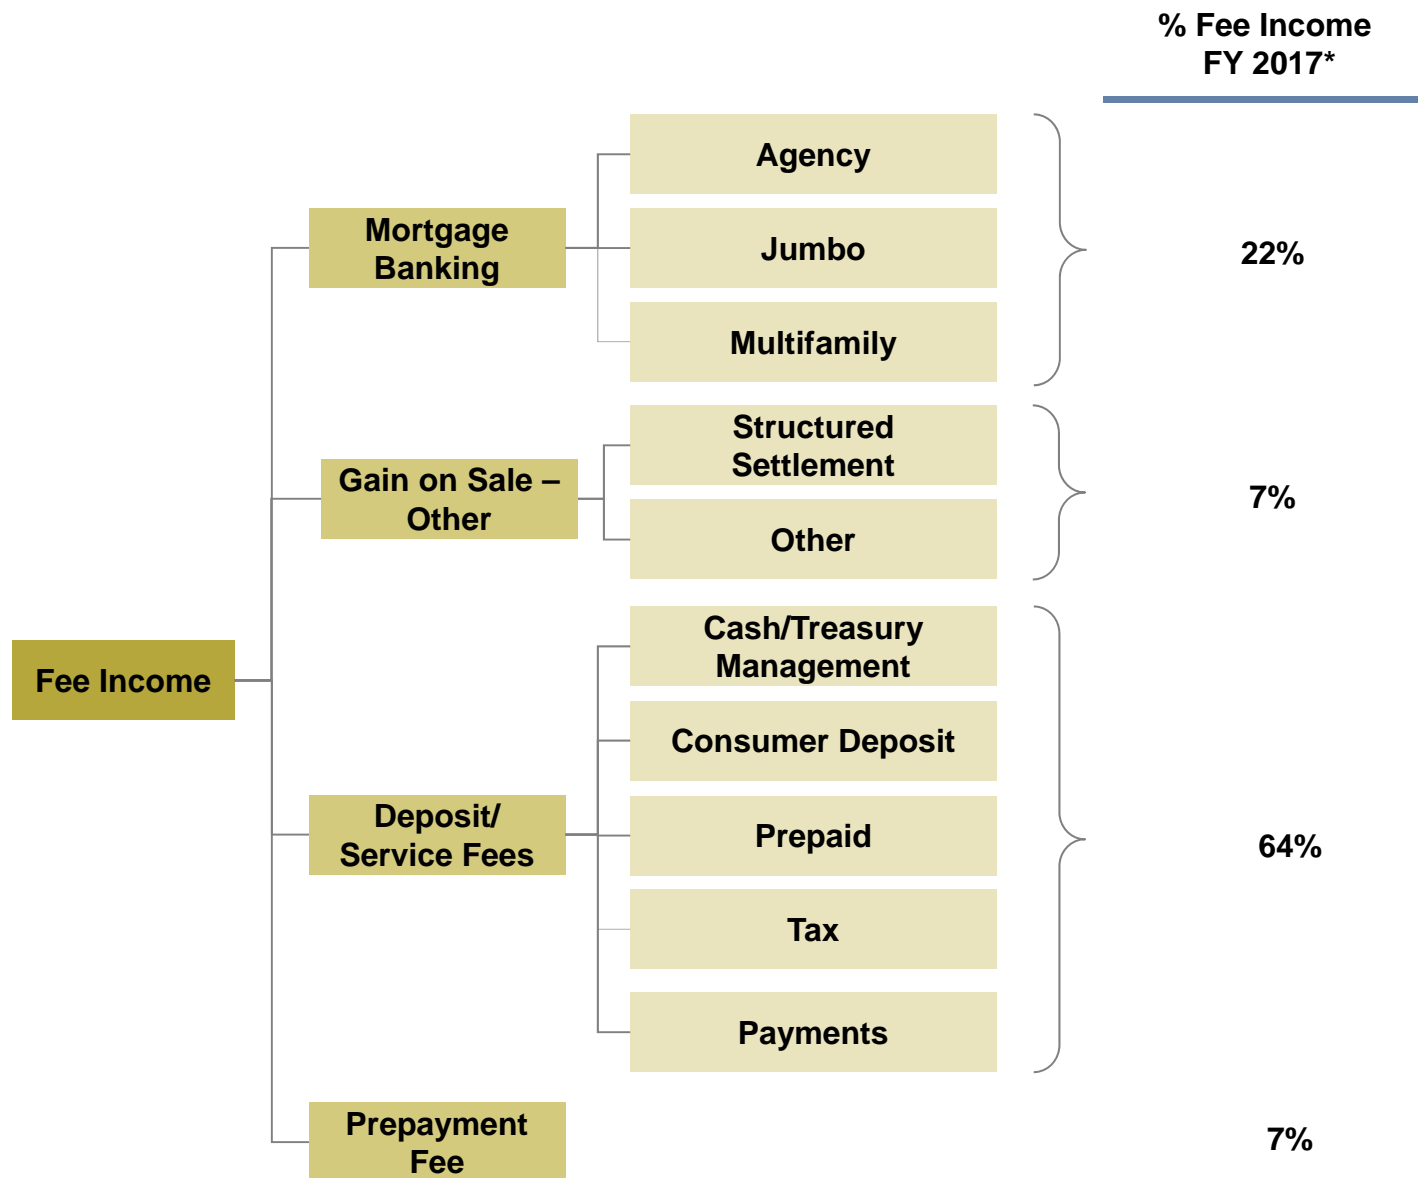 % Fee Income
FY 2017*
Agency
Mortgage
Banking
Jumbo
22%
Multifamily
Structured
Settlement
Gain on Sale –
Other
7%
Other
Cash/Treasury
Management
Fee Income
Consumer Deposit
Deposit/
Service Fees
Prepaid
64%
Tax
Payments
Prepayment
Fee
7%